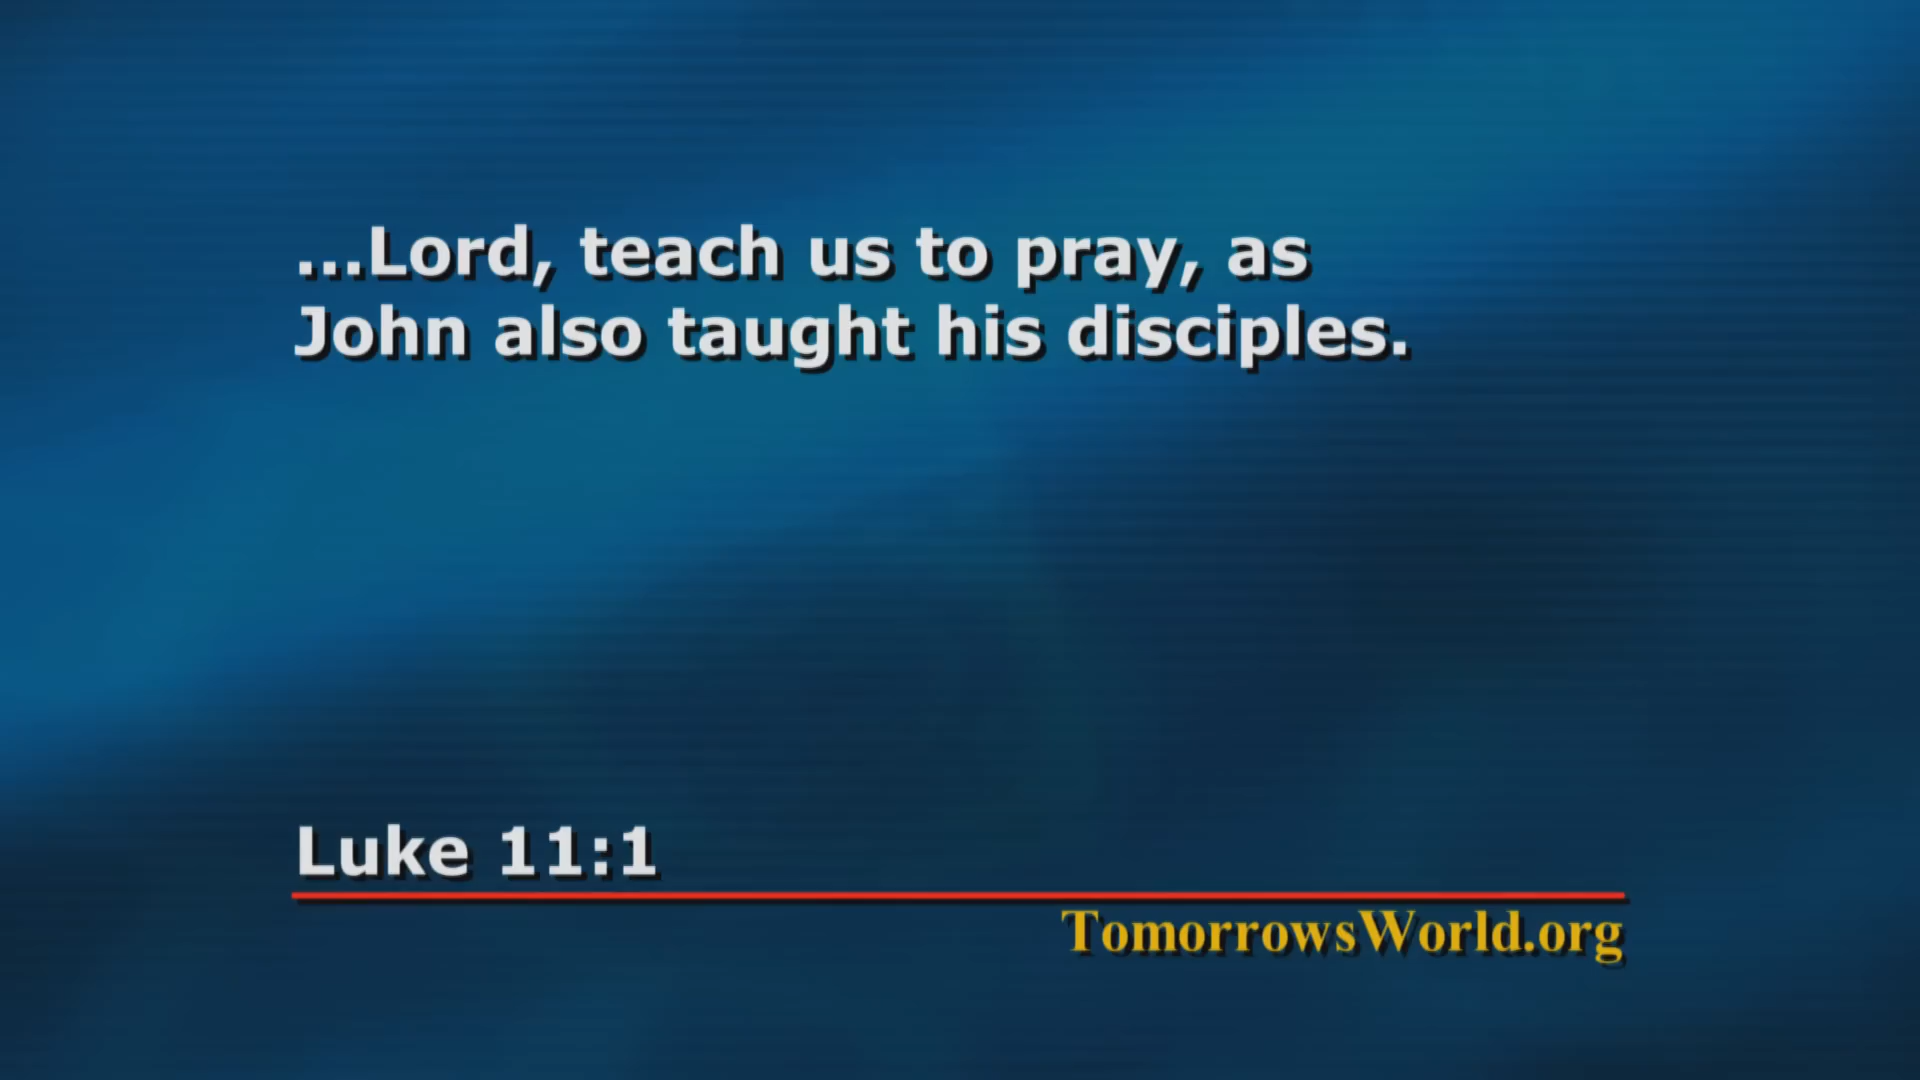 ...Lord, teach us to pray, as
John also taught his disciples.
Luke 11:1
TomorrowsWorld.org